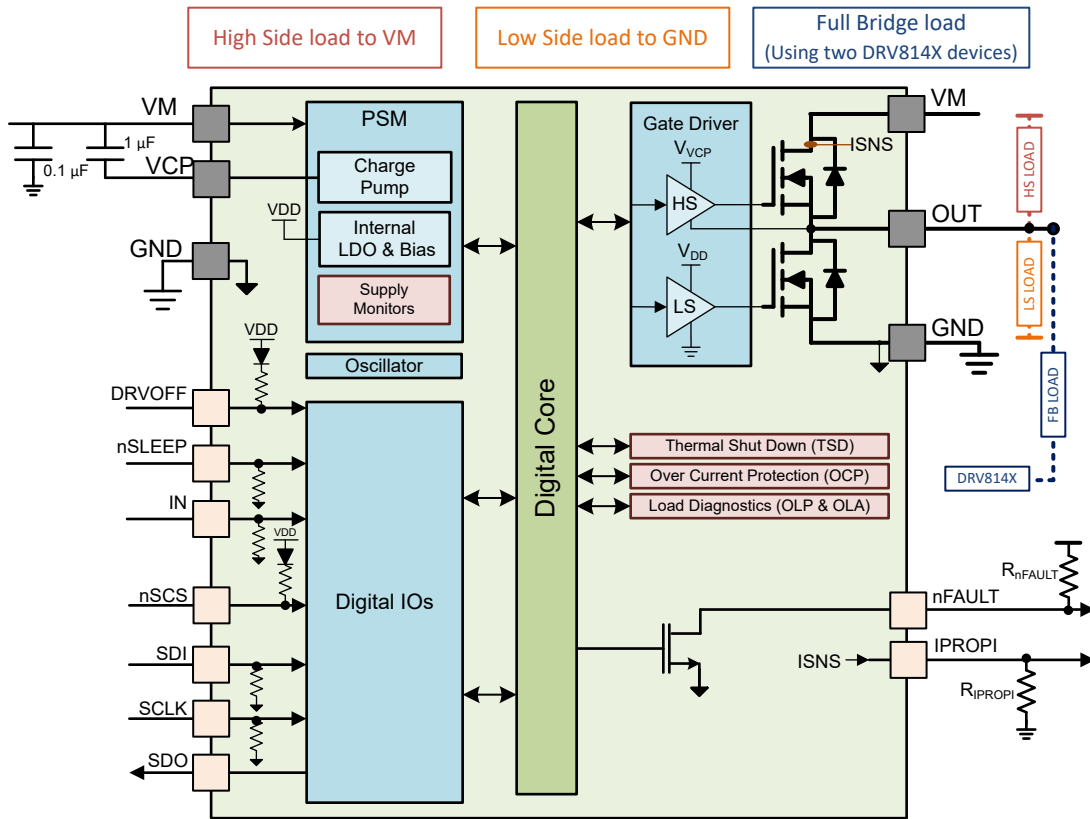 High Side load to VM
Low Side load to GND
Full Bridge load
(Using two DRV814X devices)
VM
1 µF
0.1 µF
VCP
GND
PSM
Charge
Pump
VDD
Internal
LDO & Bias
Supply
Monitors
Oscillator
VDD
DRVOFF
nSLEEP
IN
VDD
nSCS
SDI
SCLK
SDO
Digital IOs
Digital Core
Gate Driver
VVCP
HS
VDD
LS
ISNS
VM
OUT
GND
HS LOAD
LS LOAD
FB LOAD
DRV814X
Thermal Shut Down (TSD)
Over Current Protection (OCP)
Load Diagnostics (OLP & OLA)
RnFAULT
nFAULT
ISNS
IPROPI
RIPROPI